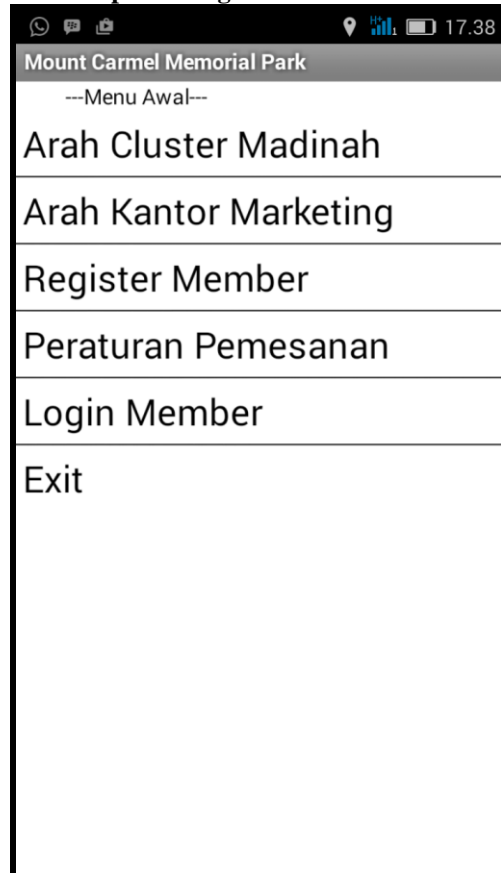 17.38
Mount Carmel Memorial Park
---Menu Awal---
Arah Cluster Madinah
Arah Kantor Marketing
Register Member
Peraturan Pemesanan
Login Member
Exit